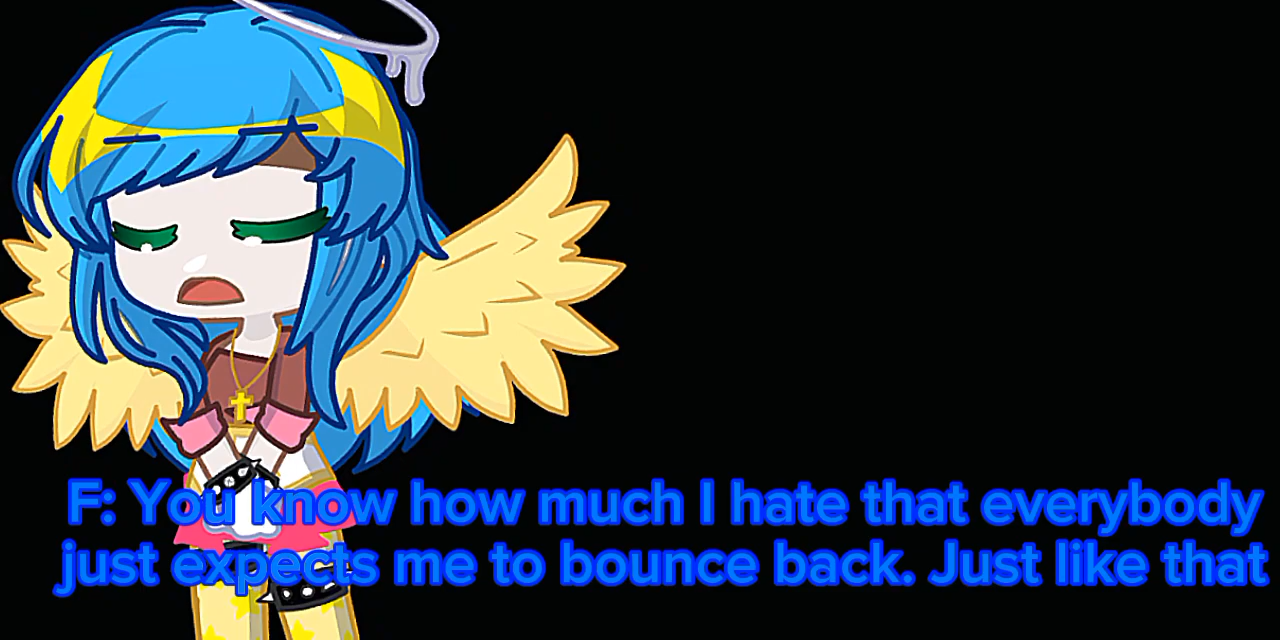 F: You know how much I hate that everybody
just expects me to bounce back. Just like that